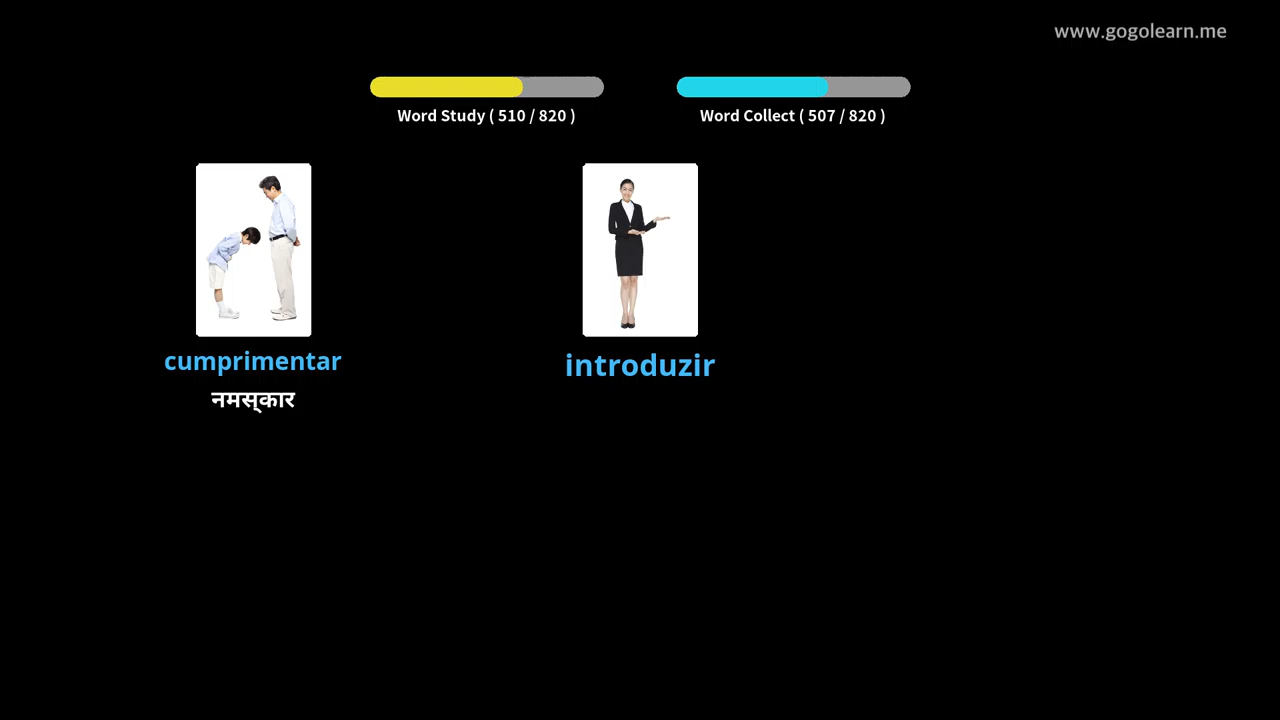 www.gogolearn.me
Word Study ( 510 / 820 )
Word Collect ( 507 / 820 )
cumprimentar
introduzir
नमस्कार